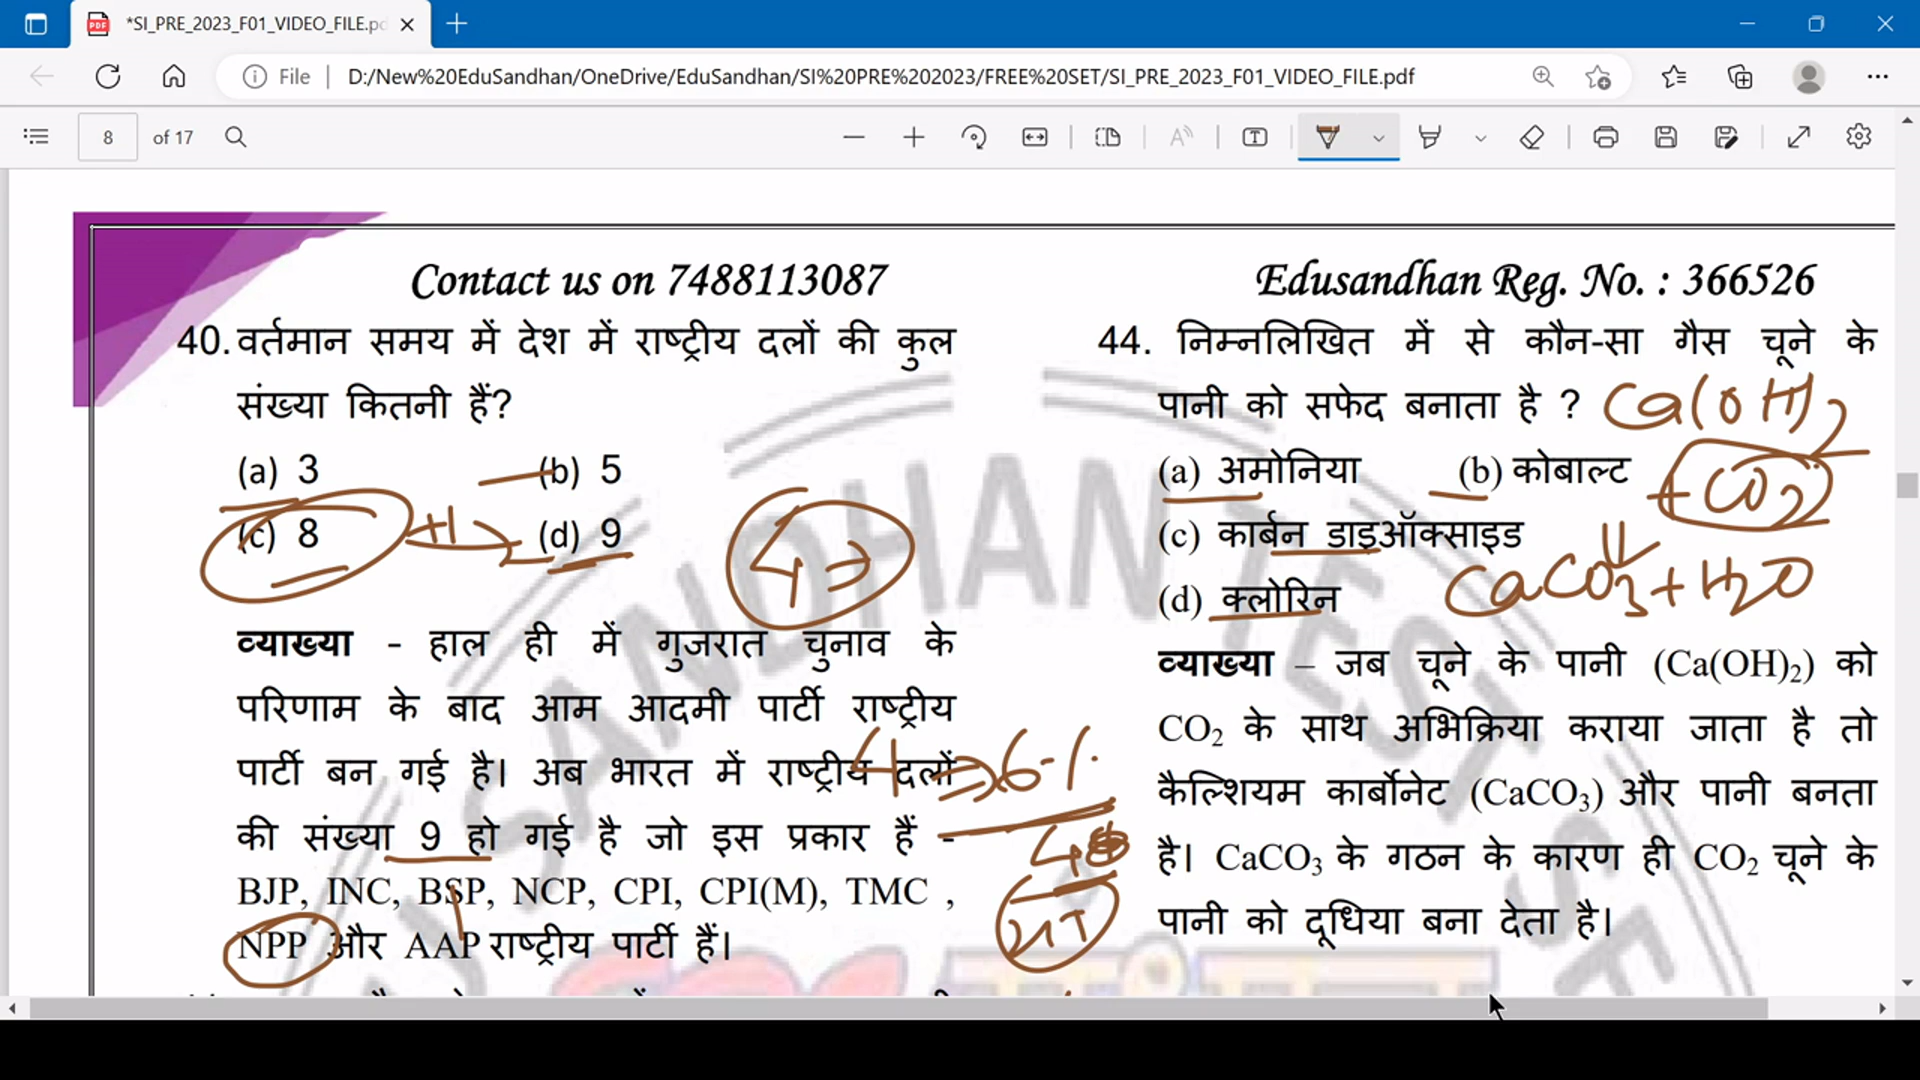 *SI_PRE_2023_F01_VIDEO_FILE.pd
File
D:/New%20EduSandhan/OneDrive/EduSandhan/SI%20PRE%202023/FREE%20SET/SI_PRE_2023_F01_VIDEO_FILE.pdf
8 of 17
Contact us on 7488113087
40. वर्तमान समय में देश में राष्ट्रीय दलों की कुल
संख्या कितनी हैं?
(a) 3 (b) 5
(c) 8 +1 (d) 9
4
व्याख्या - हाल ही में गुजरात चुनाव के
परिणाम के बाद आम आदमी पार्टी राष्ट्रीय
पार्टी बन गई है। अब भारत में राष्ट्रीय दलों
4 => 6%
की संख्या 9 हो गई है जो इस प्रकार हैं -
BJP, INC, BSP, NCP, CPI, CPI(M), TMC ,
NPP और AAP राष्ट्रीय पार्टी हैं।
Edusandhan Reg. No. : 366526
44. निम्नलिखित में से कौन-सा गैस चूने के
पानी को सफेद बनाता है ? Ca(OH)2
(a) अमोनिया (b) कोबाल्ट + CO2
(c) कार्बन डाइऑक्साइड
(d) क्लोरिन CaCO3 + H2O
व्याख्या – जब चूने के पानी (Ca(OH)₂) को
CO₂ के साथ अभिक्रिया कराया जाता है तो
कैल्शियम कार्बोनेट (CaCO₃) और पानी बनता
है। CaCO₃ के गठन के कारण ही CO₂ चूने के
पानी को दूधिया बना देता है।